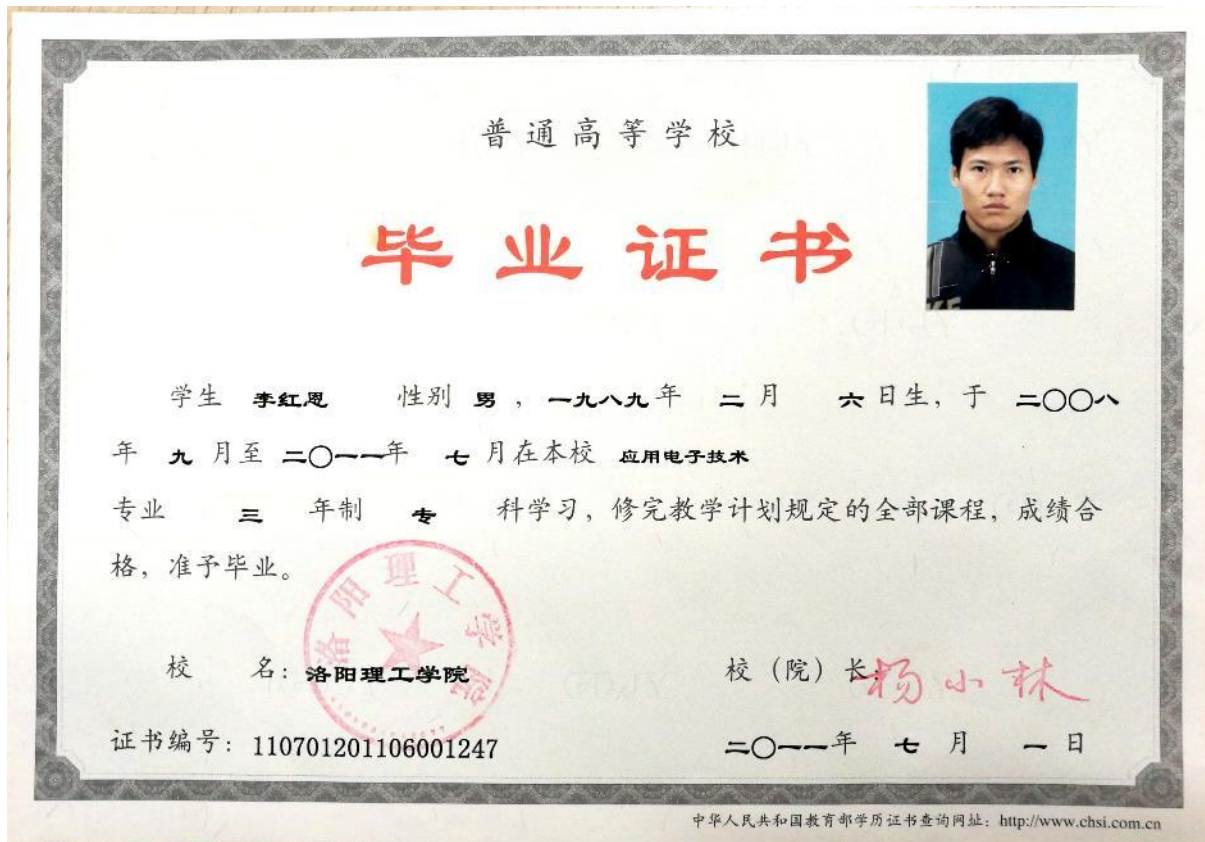 普通高等学校
毕业证书
学生 李红恩 性别 男 ，一九八九年 二月 六日生，于 二〇〇八
年 九 月至 二〇一一年 七 月在本校 应用电子技术
专业 三 年制 专 科学习，修完教学计划规定的全部课程，成绩合
格，准予毕业。
洛阳理工学院
校 名：洛阳理工学院 校（院）长：杨小林
证书编号：110701201106001247 二〇一一年 七 月 一 日
中华人民共和国教育部学历证书查询网址：http://www.chsi.com.cn